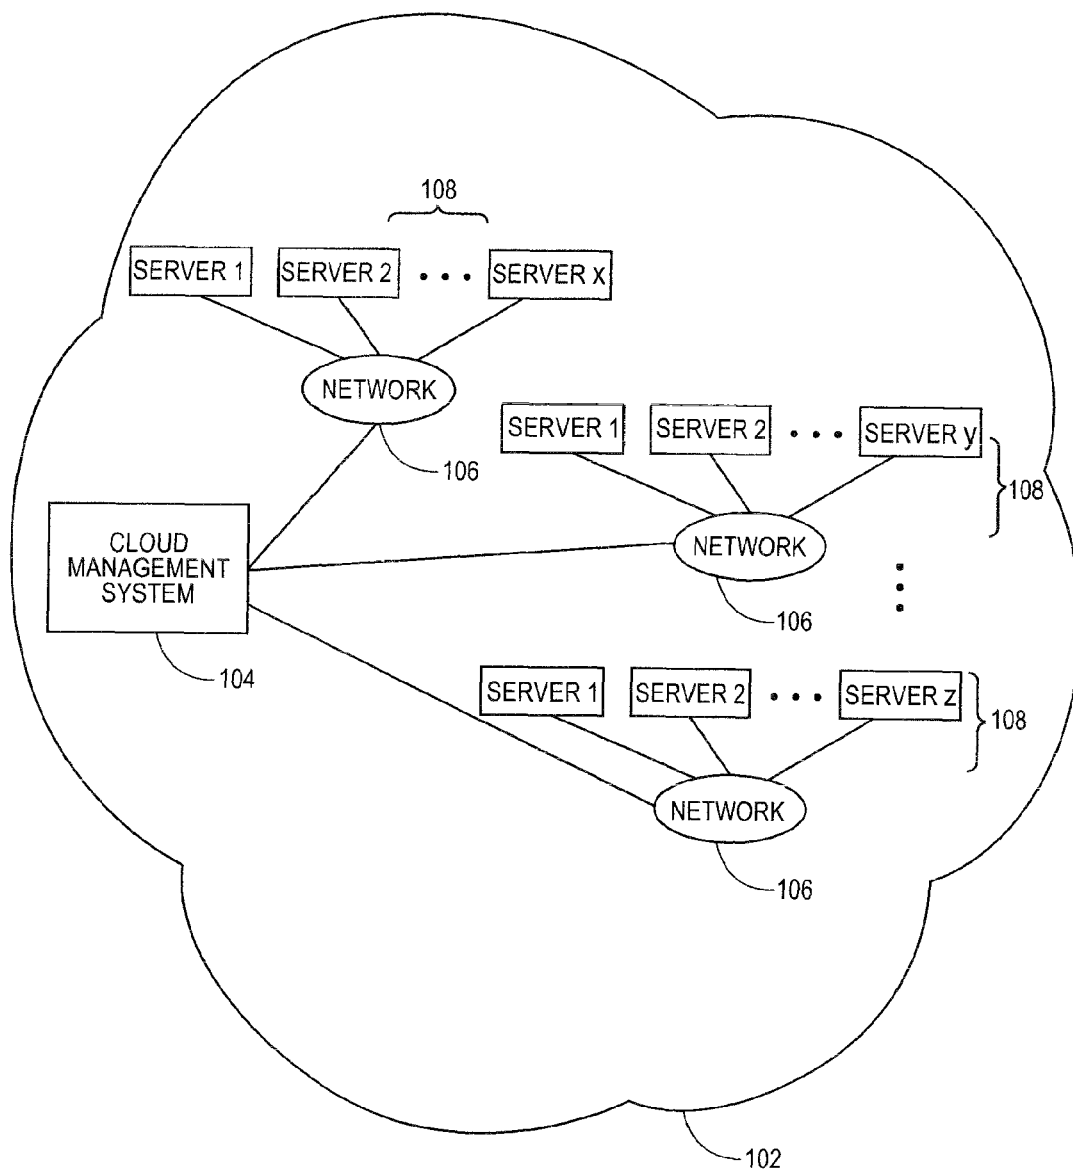 108
SERVER 1
SERVER 2
• • •
SERVER x
NETWORK
106
SERVER 1
SERVER 2
• • •
SERVER y
108
NETWORK
106
CLOUD
MANAGEMENT
SYSTEM
104
SERVER 1
SERVER 2
• • •
SERVER z
108
NETWORK
106
102